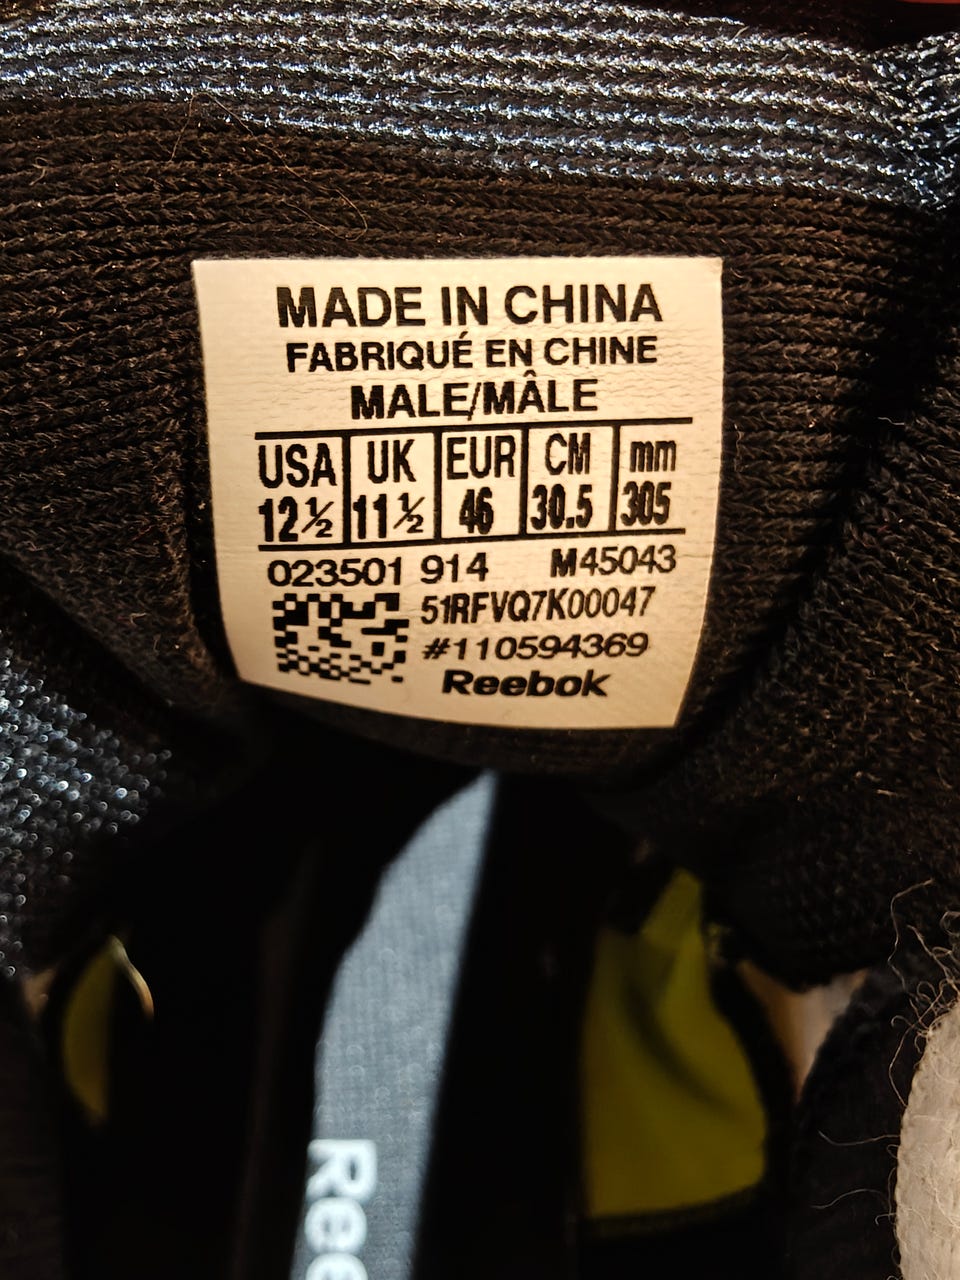 MADE IN CHINA
FABRIQUÉ EN CHINE
MALE/MÂLE
USA UK EUR CM mm
12½ 11½ 46 30.5 305
023501 914 M45043
51RFVQ7K00047
#110594369
Reebok
Ree